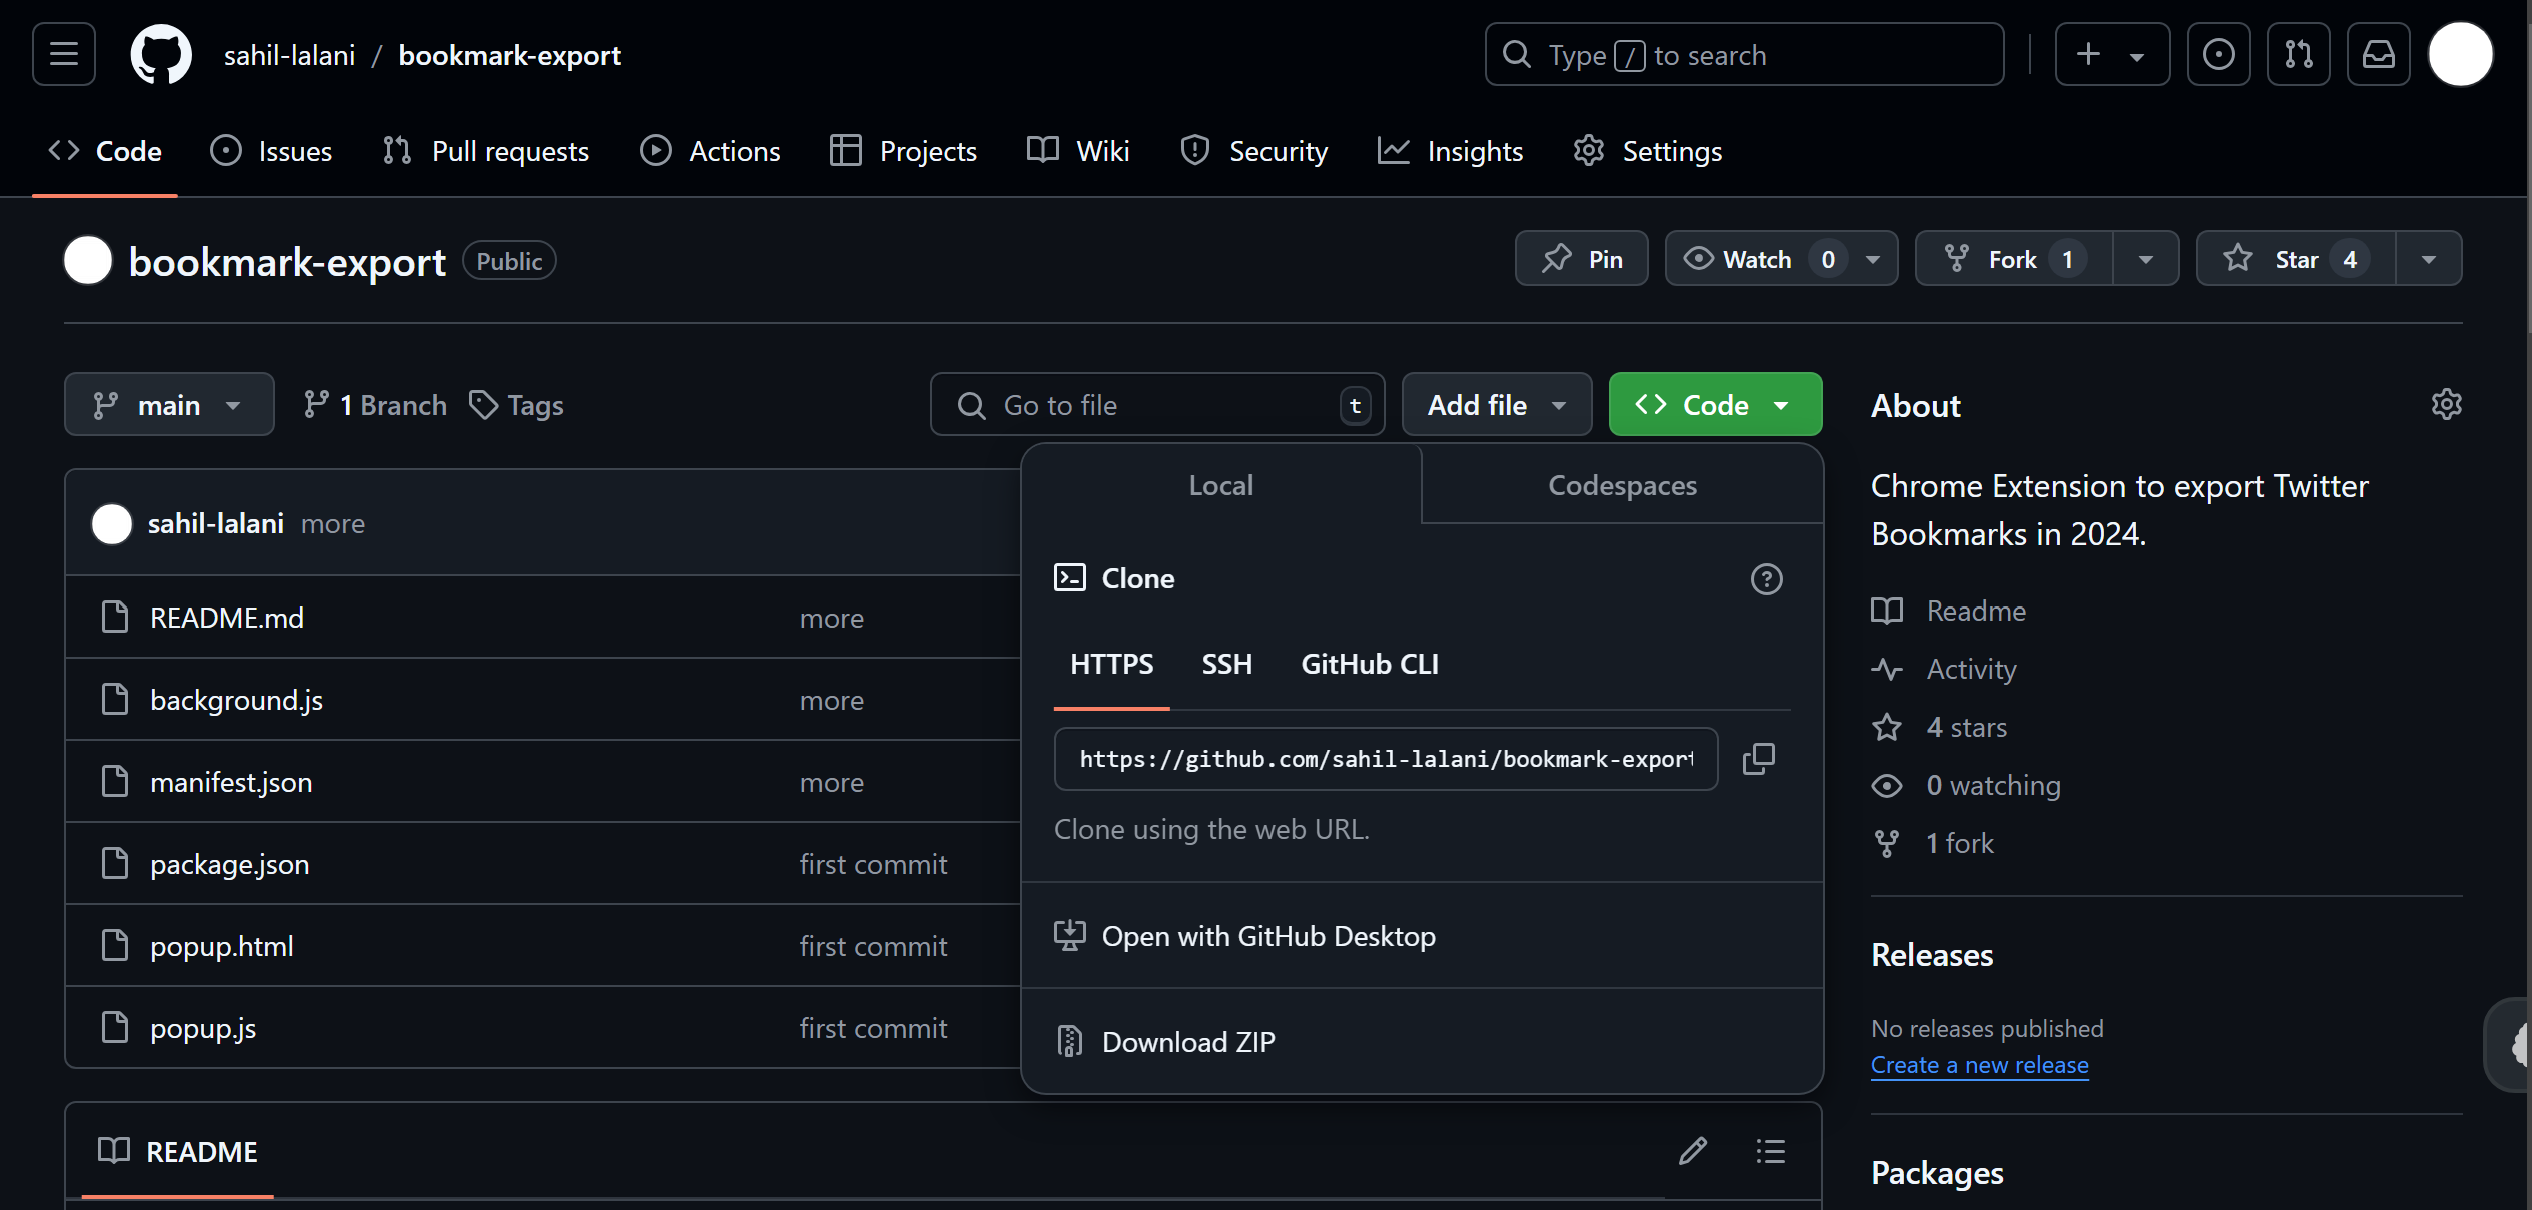 sahil-lalani / bookmark-export
Type / to search
Code
Issues
Pull requests
Actions
Projects
Wiki
Security
Insights
Settings
bookmark-export Public
Pin
Watch 0
Fork 1
Star 4
main
1 Branch
Tags
Go to file t
Add file
Code
sahil-lalani more
README.md more
background.js more
manifest.json more
package.json first commit
popup.html first commit
popup.js first commit
Local
Codespaces
Clone
HTTPS
SSH
GitHub CLI
https://github.com/sahil-lalani/bookmark-export
Clone using the web URL.
Open with GitHub Desktop
Download ZIP
README
About
Chrome Extension to export Twitter
Bookmarks in 2024.
Readme
Activity
4 stars
0 watching
1 fork
Releases
No releases published
Create a new release
Packages